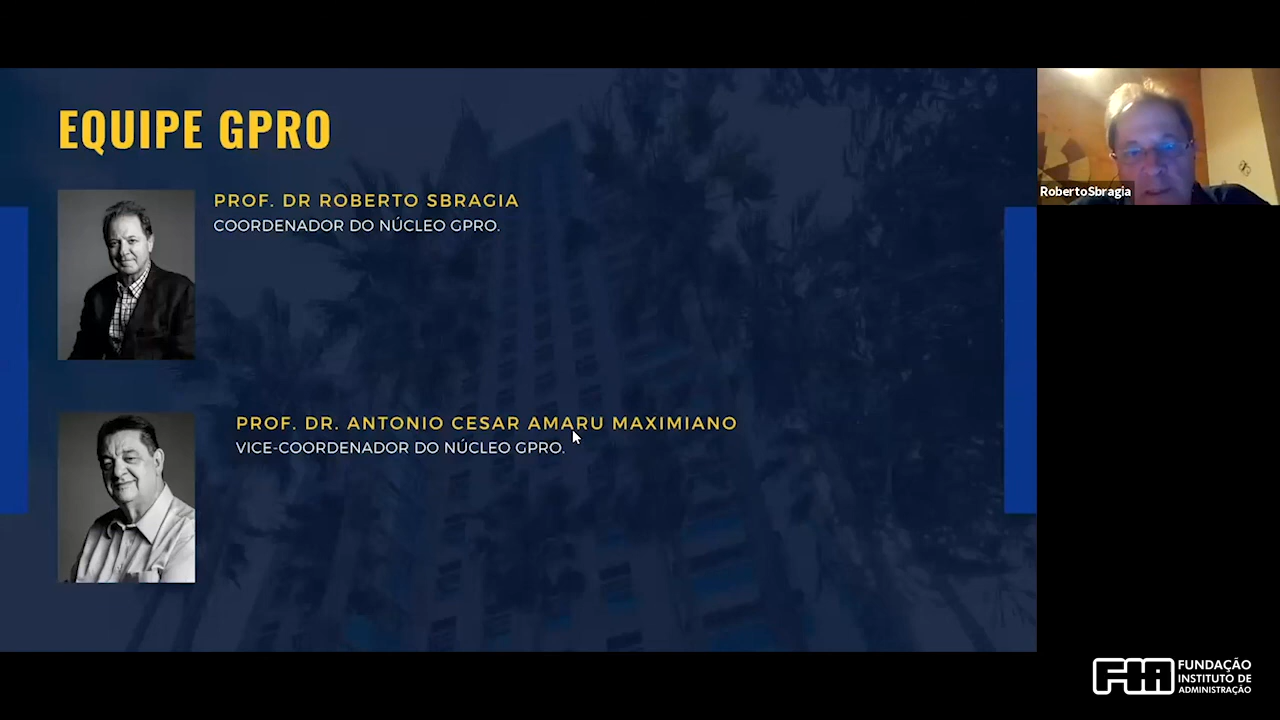 EQUIPE GPRO
PROF. DR ROBERTO SBRAGIA
COORDENADOR DO NÚCLEO GPRO.
PROF. DR. ANTONIO CESAR AMARU MAXIMIANO
VICE-COORDENADOR DO NÚCLEO GPRO.
RobertoSbragia
FIA FUNDAÇÃO
INSTITUTO DE
ADMINISTRAÇÃO